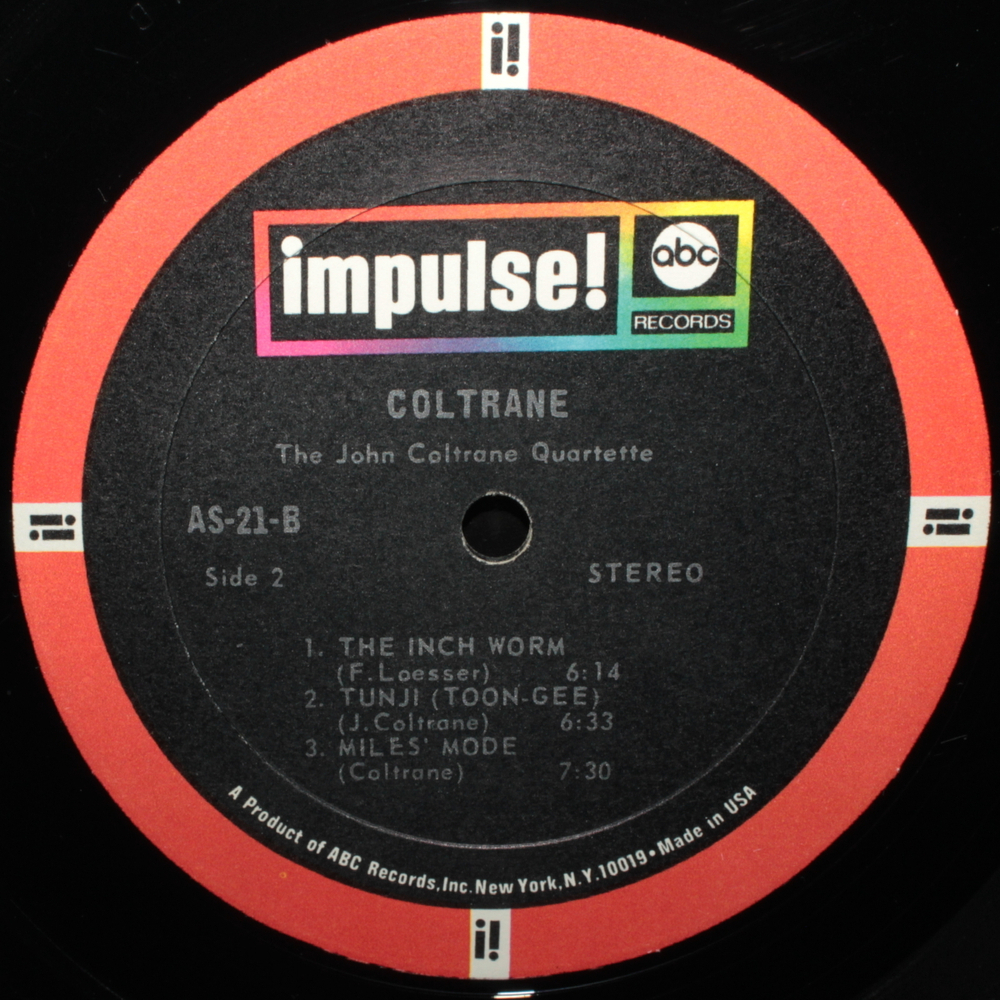 i!
impulse!
abc
RECORDS
COLTRANE
The John Coltrane Quartette
AS-21-B
Side 2
STEREO
i!
i!
1. THE INCH WORM
(F. Loesser) 6:14
2. TUNJI (TOON-GEE)
(J. Coltrane) 6:33
3. MILES' MODE
(Coltrane) 7:30
A Product of ABC Records, Inc. New York, N.Y. 10019 • Made in USA
i!